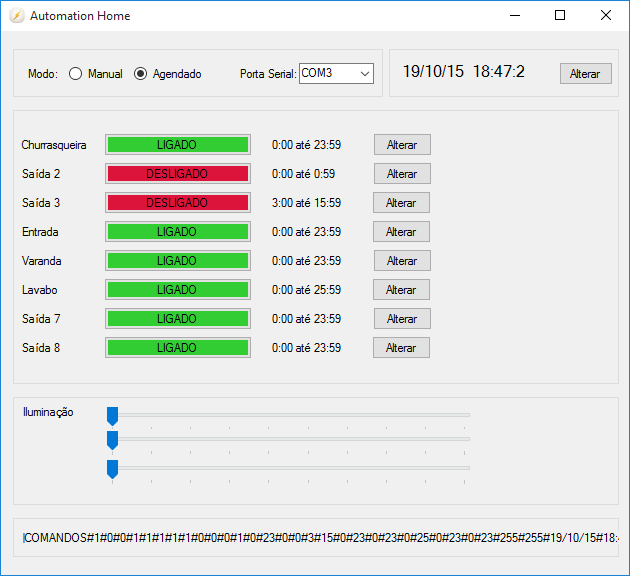 Automation Home
Modo: Manual Agendado Porta Serial: COM3 19/10/15 18:47:2 Alterar
Churrasqueira LIGADO 0:00 até 23:59 Alterar
Saída 2 DESLIGADO 0:00 até 0:59 Alterar
Saída 3 DESLIGADO 3:00 até 15:59 Alterar
Entrada LIGADO 0:00 até 23:59 Alterar
Varanda LIGADO 0:00 até 23:59 Alterar
Lavabo LIGADO 0:00 até 25:59 Alterar
Saída 7 LIGADO 0:00 até 23:59 Alterar
Saída 8 LIGADO 0:00 até 23:59 Alterar
Iluminação
|COMANDOS#1#0#0#1#1#1#1#1#0#0#0#1#0#23#0#0#3#15#0#23#0#23#0#25#0#23#0#23#255#255#19/10/15#18:4